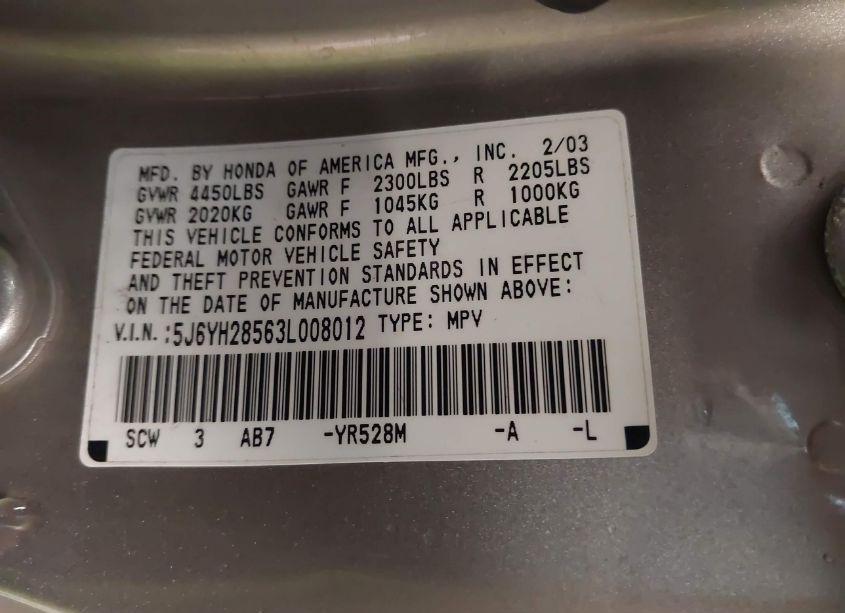 MFD. BY HONDA OF AMERICA MFG., INC. 2/03
GVWR 4450LBS GAWR F 2300LBS R 2205LBS
GVWR 2020KG GAWR F 1045KG R 1000KG
THIS VEHICLE CONFORMS TO ALL APPLICABLE
FEDERAL MOTOR VEHICLE SAFETY
AND THEFT PREVENTION STANDARDS IN EFFECT
ON THE DATE OF MANUFACTURE SHOWN ABOVE:
V.I.N.:5J6YH28563L008012 TYPE: MPV
SCW 3 AB7 -YR528M -A -L